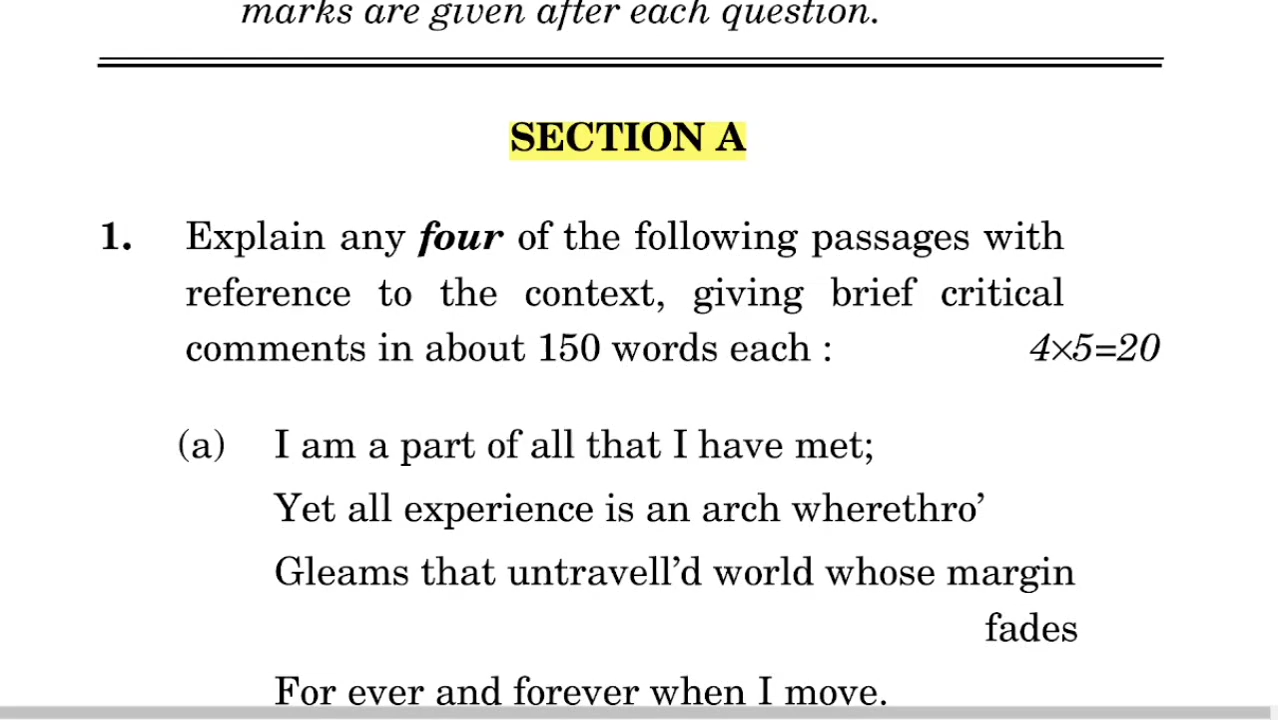 marks are given after each question.
SECTION A
1. Explain any four of the following passages with
reference to the context, giving brief critical
comments in about 150 words each : 4×5=20
(a) I am a part of all that I have met;
Yet all experience is an arch wherethro’
Gleams that untravell’d world whose margin
fades
For ever and forever when I move.